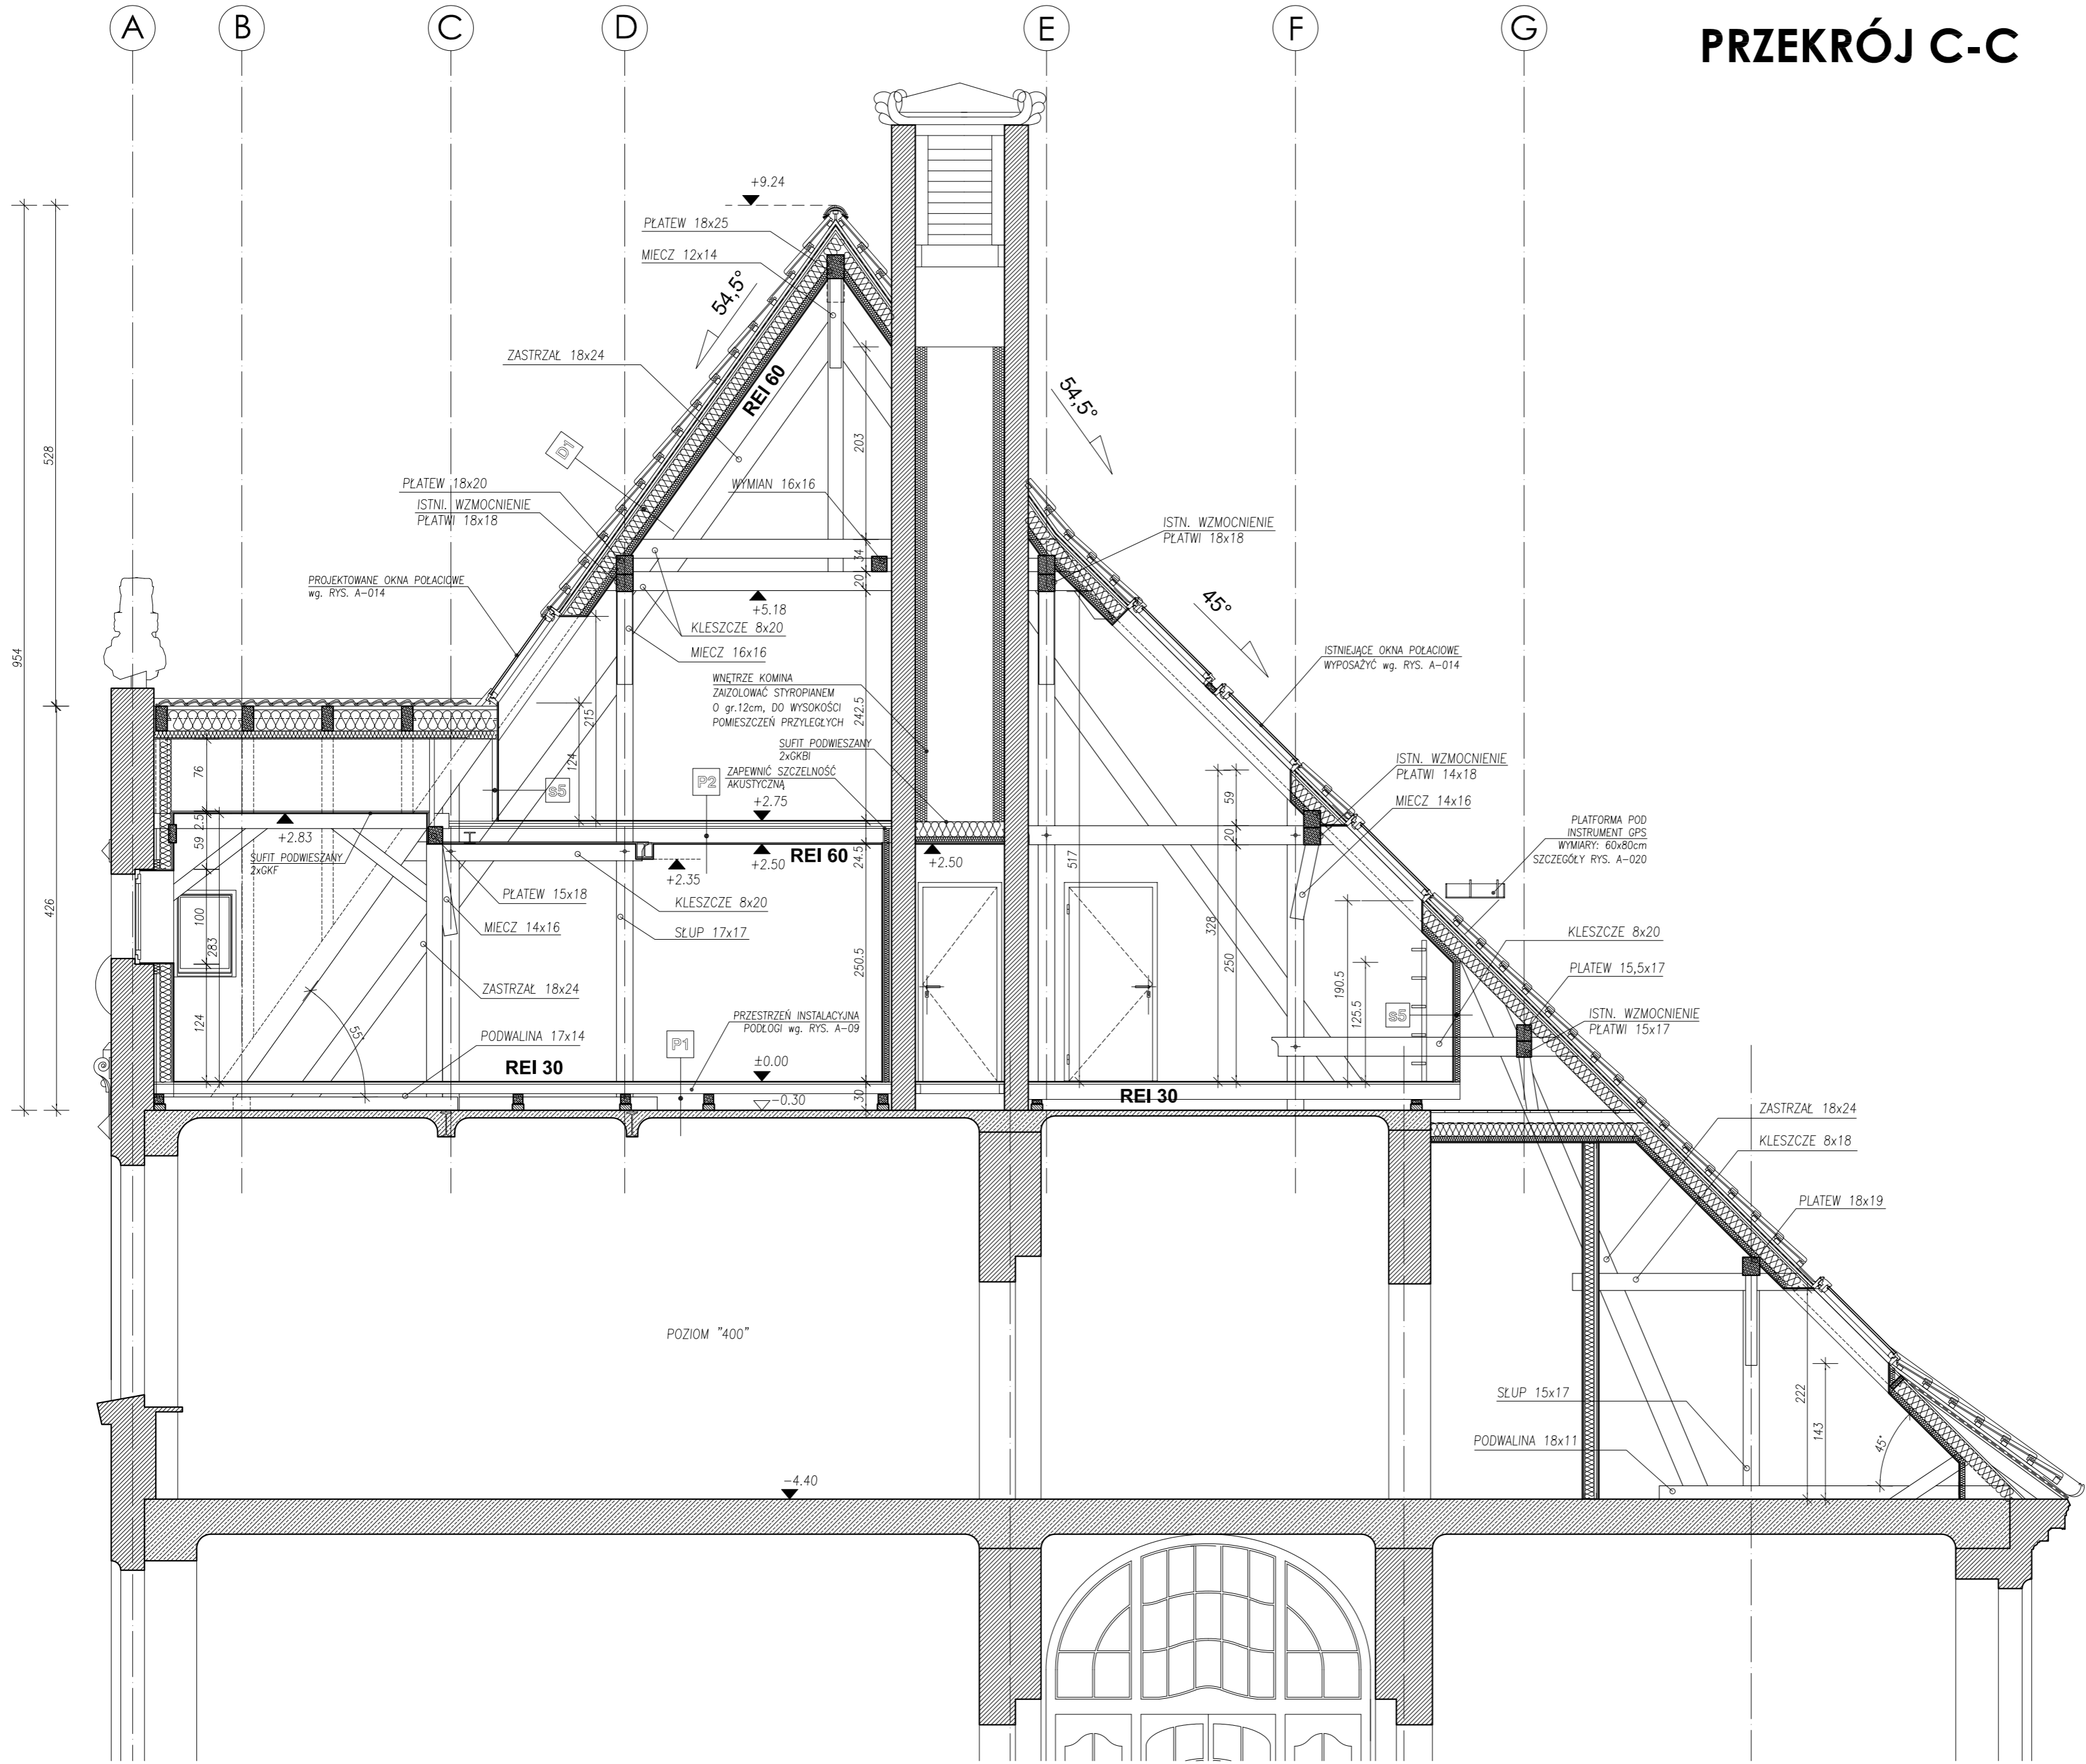 A
B
C
D
E
F
G
PRZEKRÓJ C-C
+9.24
PŁATEW 18x25
MIECZ 12x14
54,5°
ZASTRZAŁ 18x24
REI 60
54,5°
203
528
D1
PŁATEW 18x20
ISTNI. WZMOCNIENIE
PŁATWI 18x18
WYMIAN 16x16
ISTN. WZMOCNIENIE
PŁATWI 18x18
34
20
PROJEKTOWANE OKNA POŁACIOWE
wg. RYS. A-014
+5.18
45°
KLESZCZE 8x20
MIECZ 16x16
954
ISTNIEJĄCE OKNA POŁACIOWE
WYPOSAŻYĆ wg. RYS. A-014
WNĘTRZE KOMINA
ZAIZOLOWAĆ STYROPIANEM
O gr.12cm, DO WYSOKOŚCI
POMIESZCZEŃ PRZYLEGŁYCH
242.5
215
124
SUFIT PODWIESZANY
2xGKBI
ZAPEWNIĆ SZCZELNOŚĆ
AKUSTYCZNĄ
ISTN. WZMOCNIENIE
PŁATWI 14x18
MIECZ 14x16
76
S5
P2
+2.75
59
20
2.5
+2.83
59
SUFIT PODWIESZANY
2xGKF
+2.50
REI 60
24.5
+2.50
+2.35
517
PLATFORMA POD
INSTRUMENT GPS
WYMIARY: 60x80cm
SZCZEGÓŁY RYS. A-020
PŁATEW 15x18
KLESZCZE 8x20
426
100
283
MIECZ 14x16
SŁUP 17x17
328
250
KLESZCZE 8x20
250.5
PŁATEW 15,5x17
ZASTRZAŁ 18x24
190.5
125.5
S5
ISTN. WZMOCNIENIE
PŁATWI 15x17
124
55°
PRZESTRZEŃ INSTALACYJNA
PODŁOGI wg. RYS. A-09
PODWALINA 17x14
P1
REI 30
±0.00
30
-0.30
REI 30
ZASTRZAŁ 18x24
KLESZCZE 8x18
PŁATEW 18x19
POZIOM "400"
SŁUP 15x17
222
143
45°
PODWALINA 18x11
-4.40